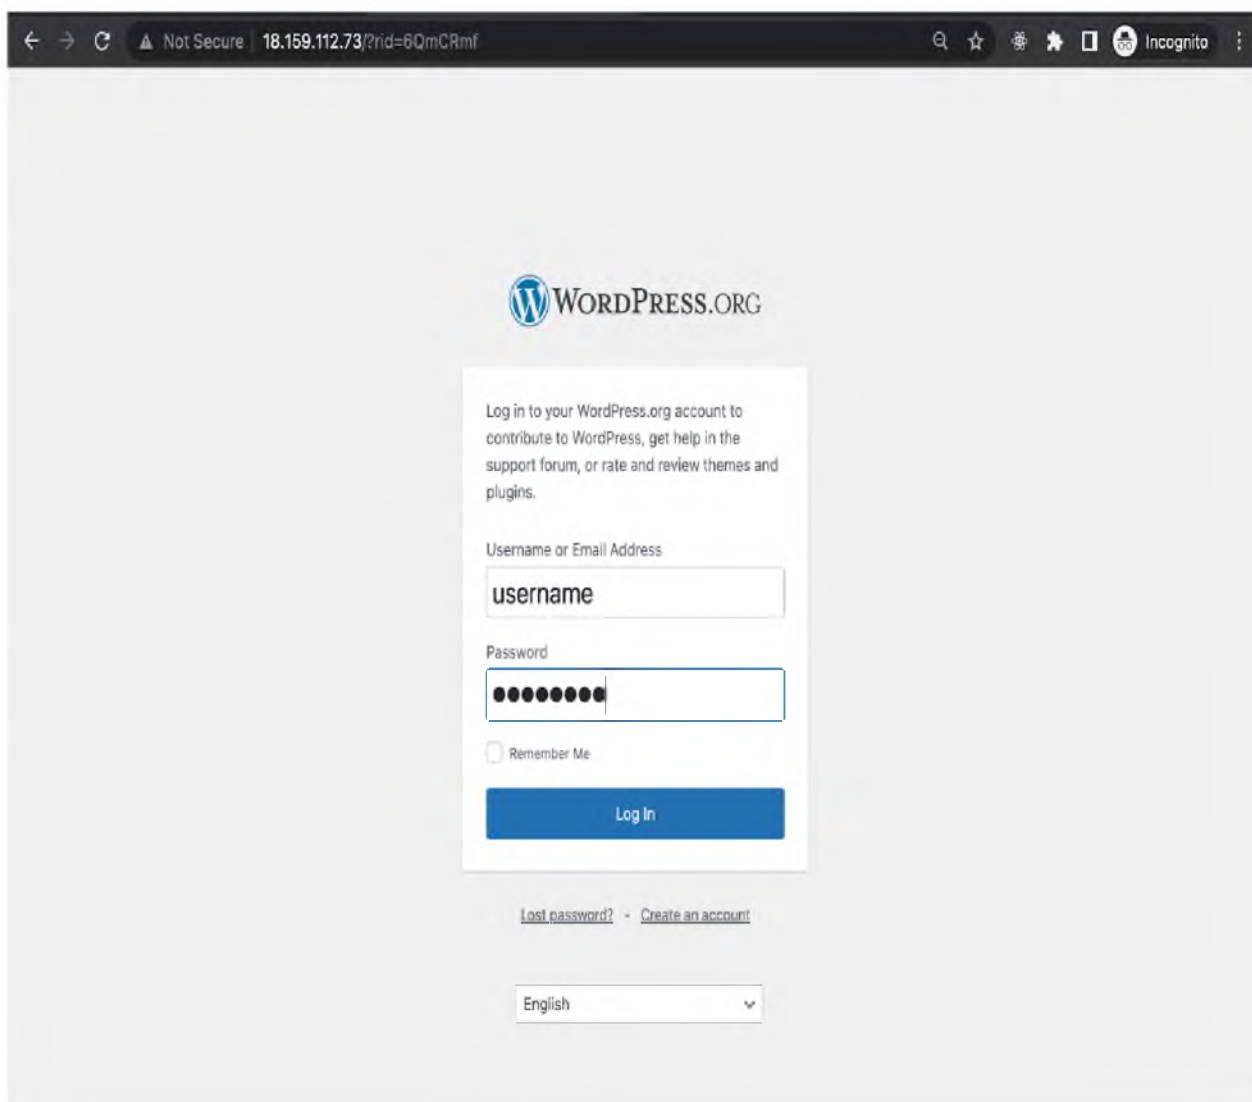 Not Secure 18.159.112.73/?rid=6QmCRmf Incognito
WORDPRESS.ORG
Log in to your WordPress.org account to
contribute to WordPress, get help in the
support forum, or rate and review themes and
plugins.
Username or Email Address
username
Password
●●●●●●●●
Remember Me
Log In
Lost password? - Create an account
English